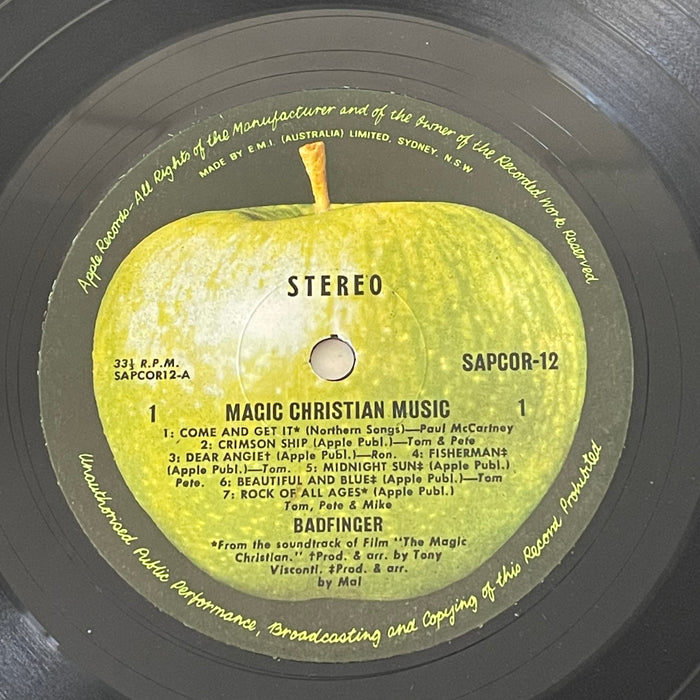 Apple Records-All Rights of the Manufacturer and of the Owner of the Recorded Work Reserved
MADE BY E.M.I. (AUSTRALIA) LIMITED, SYDNEY, N.S.W
STEREO
33⅓ R.P.M.
SAPCOR12-A
SAPCOR-12
1 MAGIC CHRISTIAN MUSIC 1
1: COME AND GET IT* (Northern Songs)—Paul McCartney
2: CRIMSON SHIP (Apple Publ.)—Tom & Pete
3: DEAR ANGIE† (Apple Publ.)—Ron. 4: FISHERMAN‡
(Apple Publ.)—Tom. 5: MIDNIGHT SUN‡ (Apple Publ.)
Pete. 6: BEAUTIFUL AND BLUE‡ (Apple Publ.)—Tom
7: ROCK OF ALL AGES* (Apple Publ.)
Tom, Pete & Mike
BADFINGER
*From the soundtrack of Film "The Magic
Christian." †Prod. & arr. by Tony
Visconti. ‡Prod. & arr.
by Mal
Unauthorised Public Performance, Broadcasting and Copying of this Record Prohibited